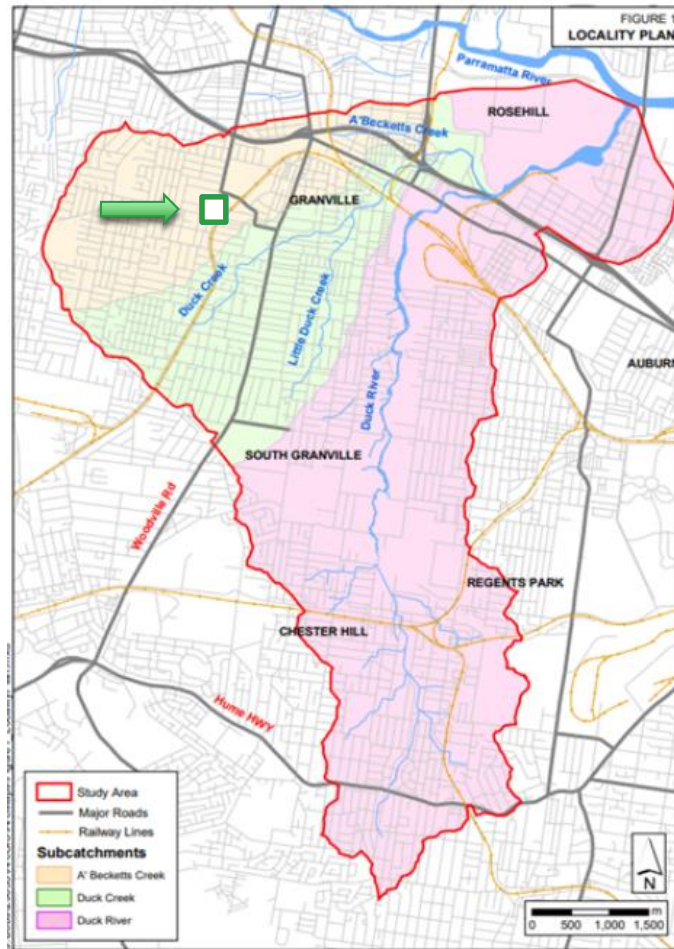 FIGURE 1
LOCALITY PLAN
Parramatta River
ROSEHILL
A'Becketts Creek
GRANVILLE
Duck Creek
Little Duck Creek
AUBURN
Duck River
SOUTH GRANVILLE
Woodville Rd
REGENTS PARK
CHESTER HILL
Hume HWY
Study Area
Major Roads
Railway Lines
Subcatchments
A' Becketts Creek
Duck Creek
Duck River
N
m
0 500 1,000 1,500